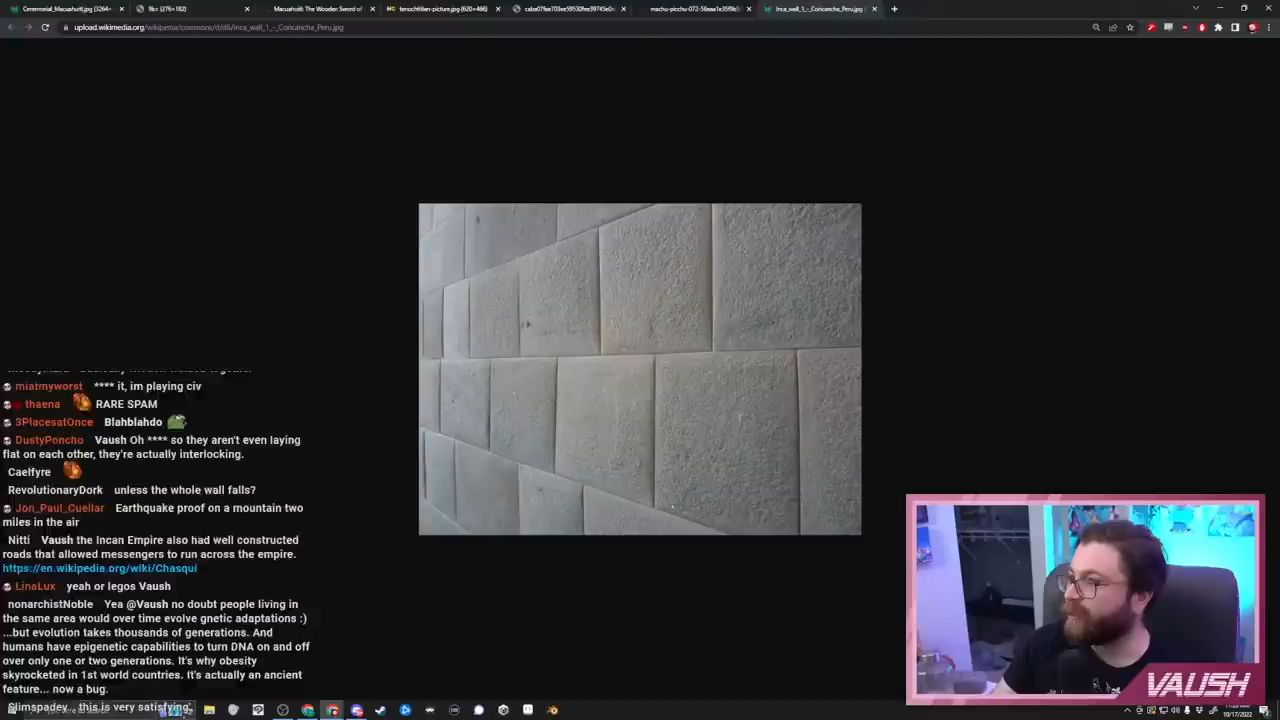 Ceremonial_Macuahuitl.jpg (3264×
9k= (276×182)
Macuahuitl: The Wooden Sword of
tenochtitlan-picture.jpg (620×466)
machu-picchu-072-
Inca_wall_1_-_Coricancha_Peru.jpg
upload.wikimedia.org/wikipedia/commons/d/d6/Inca_wall_1_-_Coricancha_Peru.jpg
miatmyworst **** it, im playing civ
thaena RARE SPAM
3PlacesatOnce Blahblahdo
DustyPoncho Vaush Oh **** so they aren't even laying
flat on each other, they're actually interlocking.
Caelfyre
RevolutionaryDork unless the whole wall falls?
Jon_Paul_Cuellar Earthquake proof on a mountain two
miles in the air
Nitti Vaush the Incan Empire also had well constructed
roads that allowed messengers to run across the empire.
https://en.wikipedia.org/wiki/Chasqui
LinaLux yeah or legos Vaush
nonarchistNoble Yea @Vaush no doubt people living in
the same area would over time evolve gnetic adaptations :)
...but evolution takes thousands of generations. And
humans have epigenetic capabilities to turn DNA on and off
over only one or two generations. It's why obesity
skyrocketed in 1st world countries. It's actually an ancient
feature... now a bug.
Blimspadey this is very satisfying
VAUSH
10/17/2022